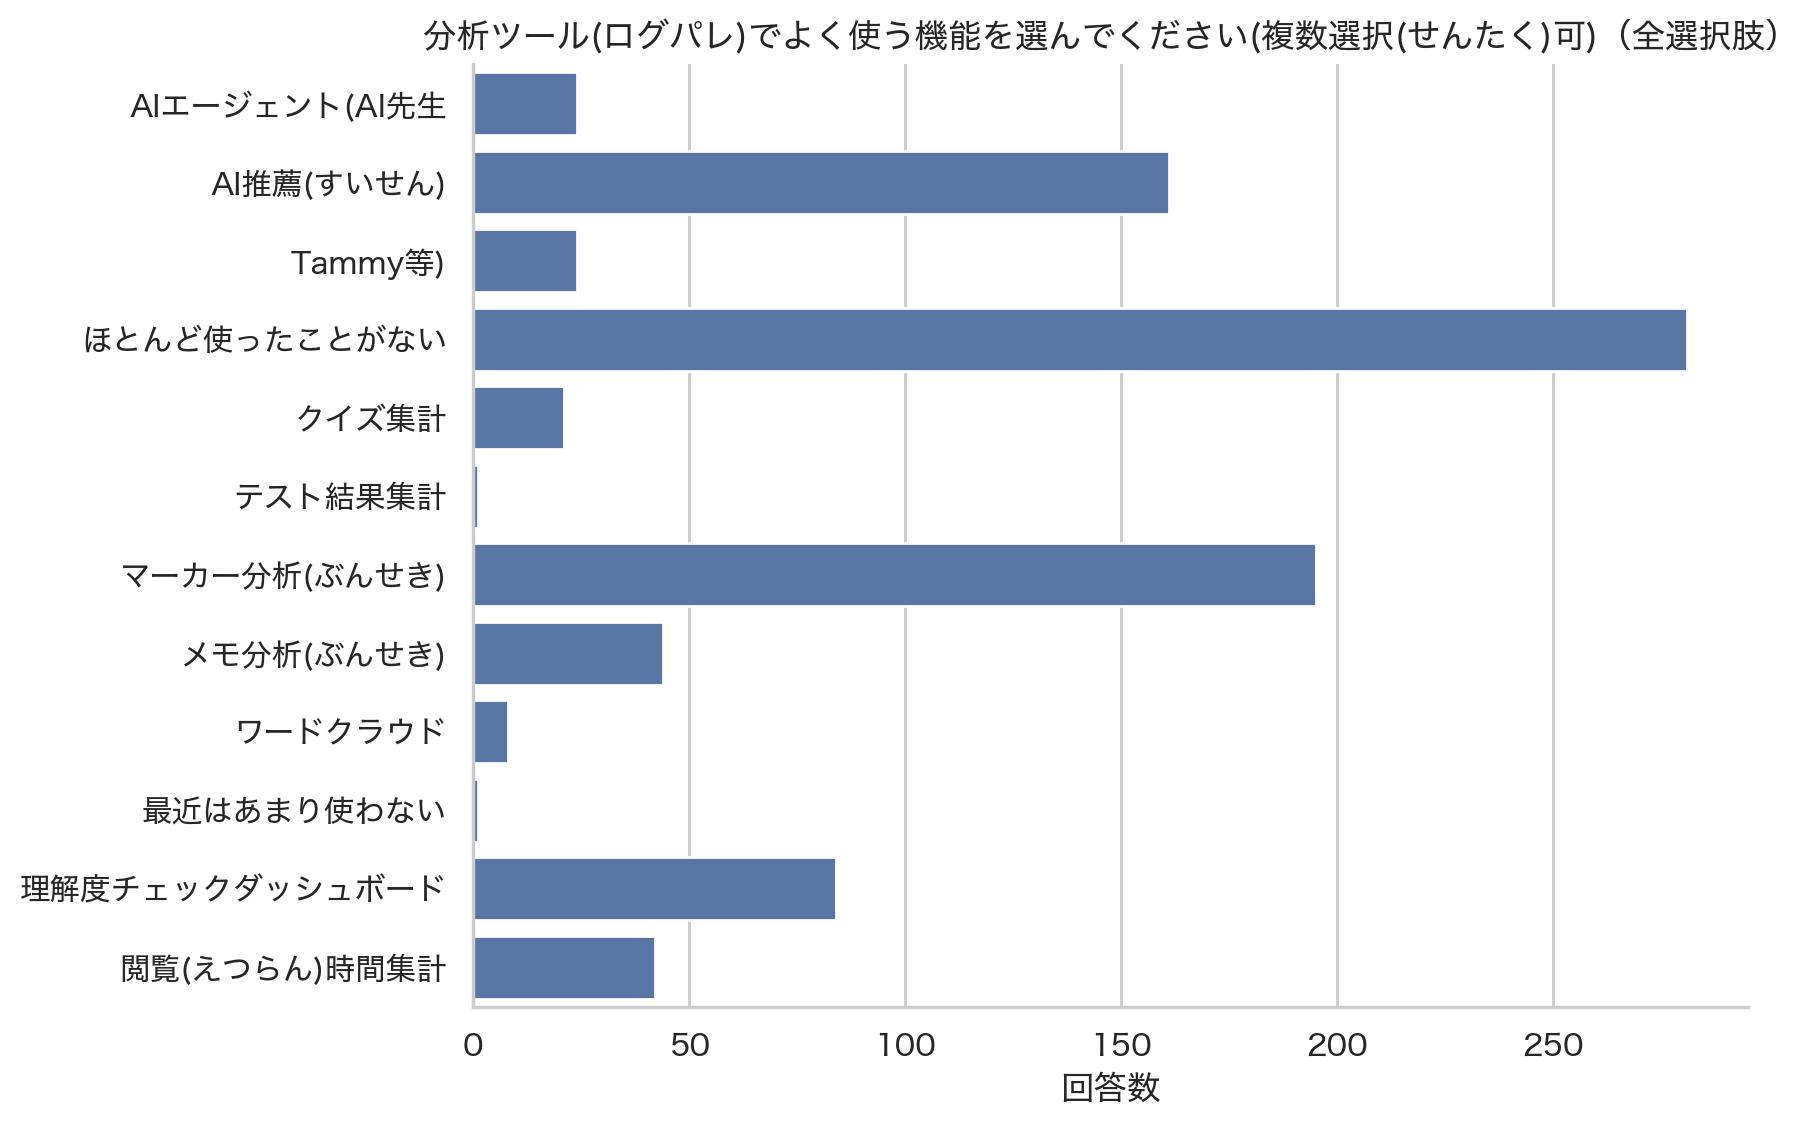 分析ツール(ログパレ)でよく使う機能を選んでください(複数選択(せんたく)可)（全選択肢）
AIエージェント(AI先生
AI推薦(すいせん)
Tammy等)
ほとんど使ったことがない
クイズ集計
テスト結果集計
マーカー分析(ぶんせき)
メモ分析(ぶんせき)
ワードクラウド
最近はあまり使わない
理解度チェックダッシュボード
閲覧(えつらん)時間集計
0 50 100 150 200 250
回答数